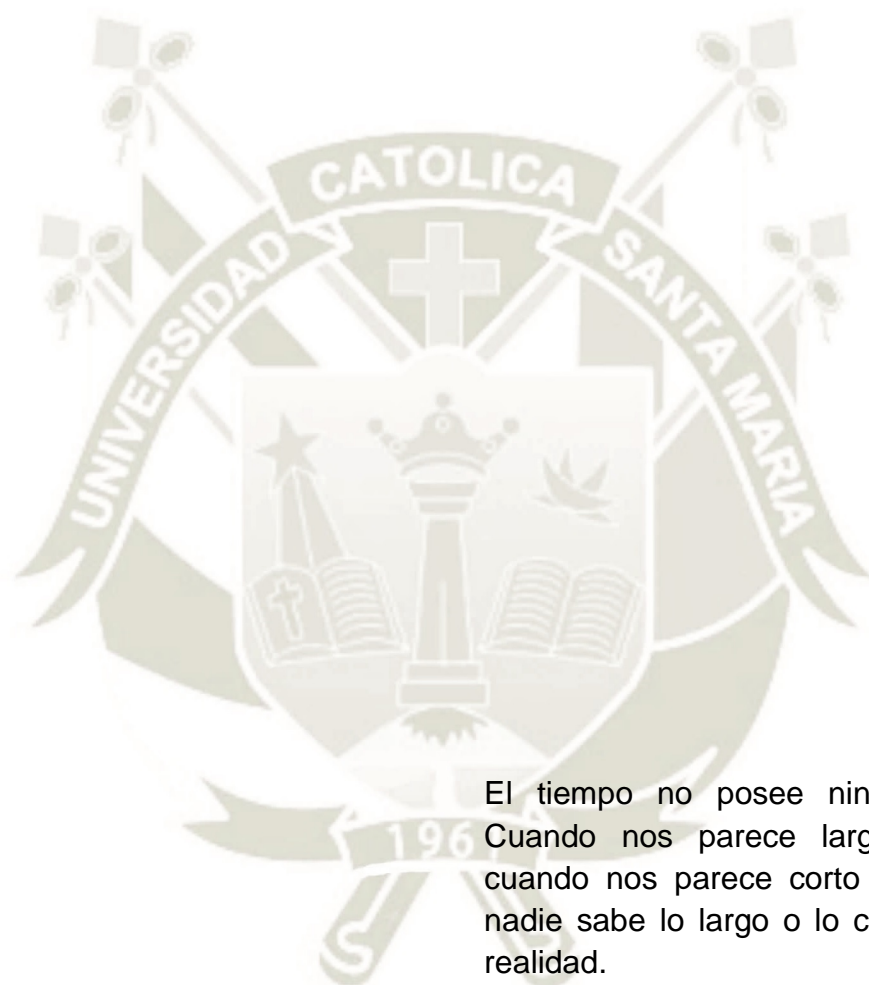 CATOLICA
UNIVERSIDAD
SANTA MARIA
El tiempo no posee
Cuando nos parece
cuando nos parece corto
nadie sabe lo largo o lo
realidad.
196